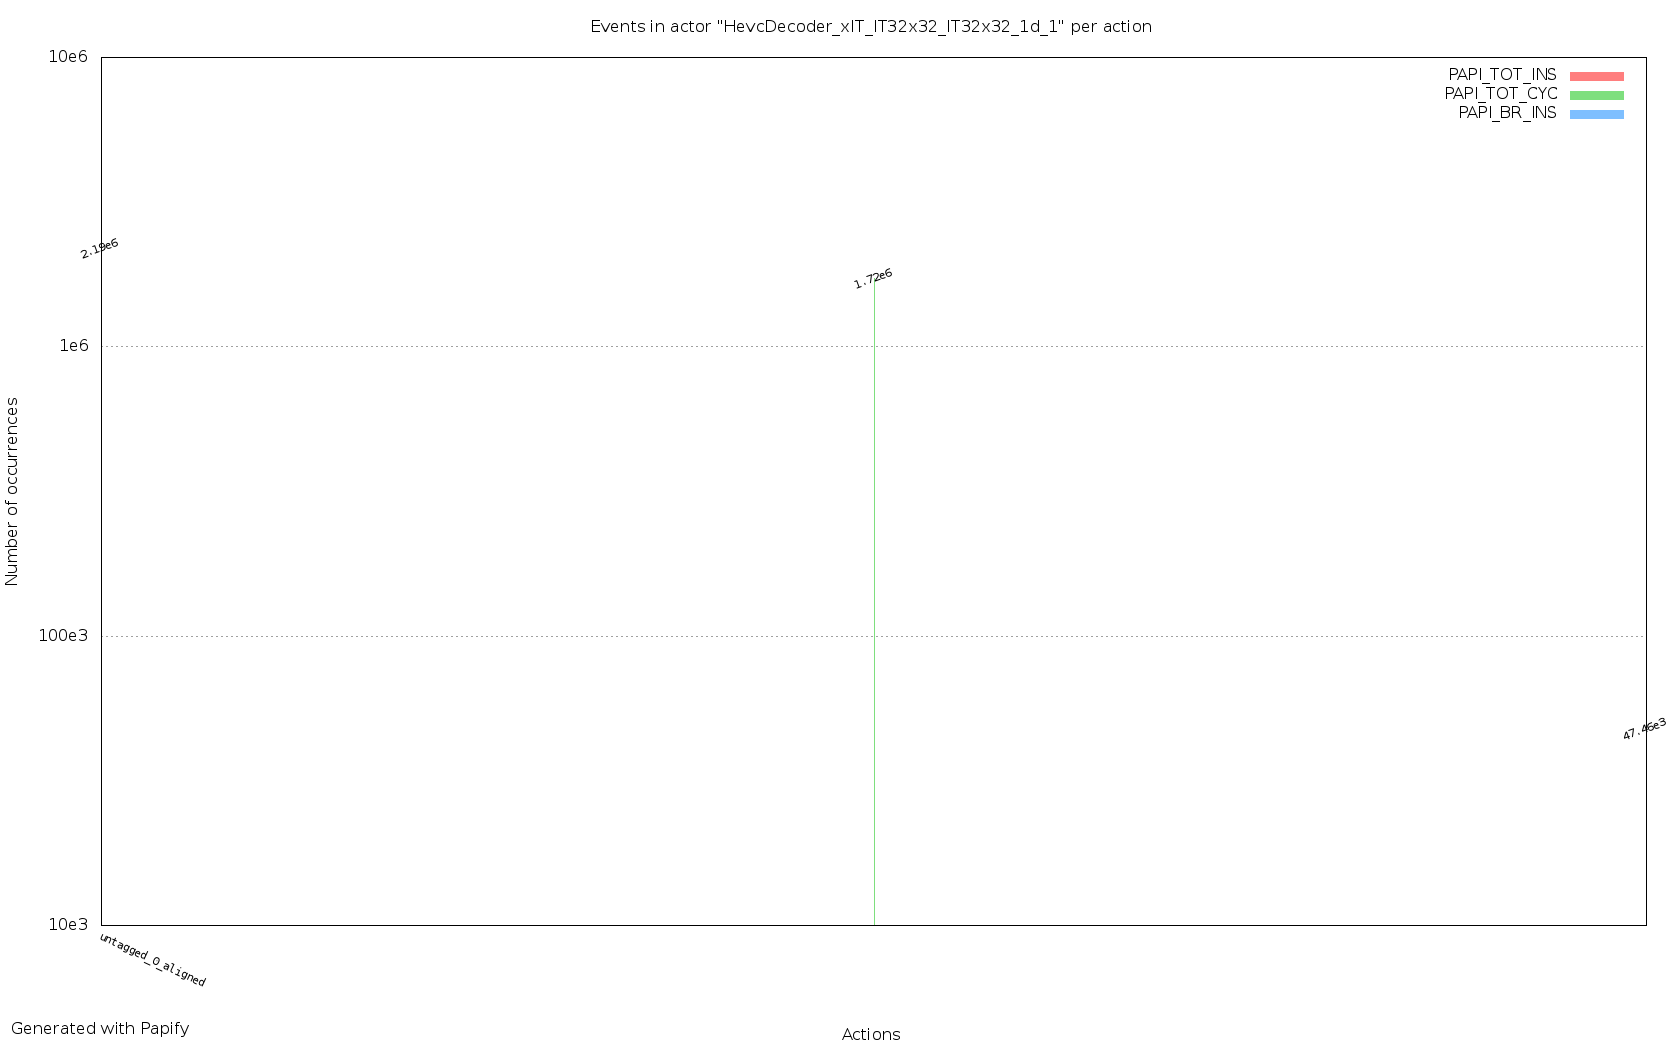 Events in actor "HevcDecoder_xIT_IT32x32_IT32x32_1d_1" per action
10e6
PAPI_TOT_INS
PAPI_TOT_CYC
PAPI_BR_INS
2.19e6
1.72e6
1e6
Number of occurrences
100e3
47.46e3
10e3
untagged_0_aligned
Generated with Papify
Actions